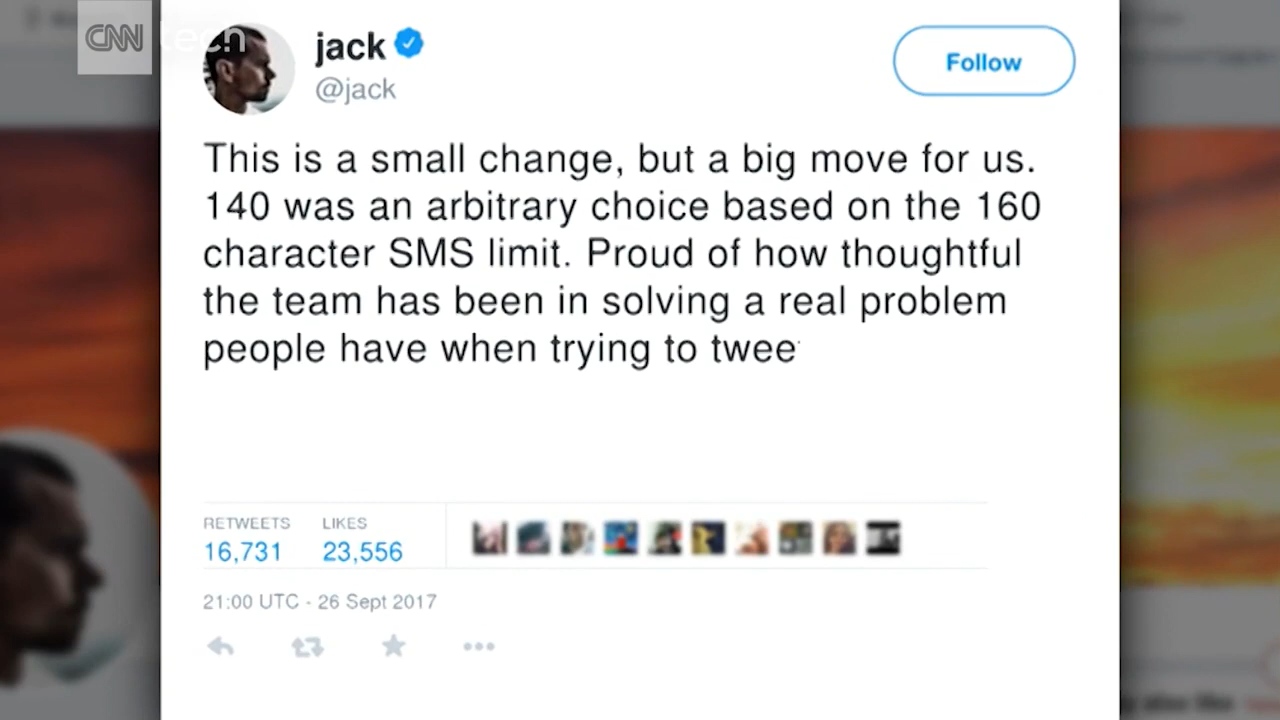 CNN tech
jack
@jack
Follow
This is a small change, but a big move for us.
140 was an arbitrary choice based on the 160
character SMS limit. Proud of how thoughtful
the team has been in solving a real problem
people have when trying to twee
RETWEETS LIKES
16,731 23,556
21:00 UTC - 26 Sept 2017